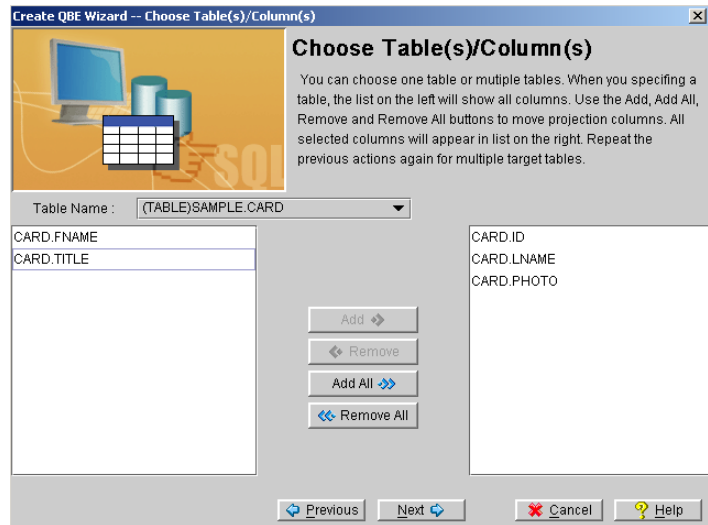 Create QBE Wizard -- Choose Table(s)/Column(s)
Choose Table(s)/Column(s)
You can choose one table or mutiple tables. When you specifing a
table, the list on the left will show all columns. Use the Add, Add All,
Remove and Remove All buttons to move projection columns. All
selected columns will appear in list on the right. Repeat the
previous actions again for multiple target tables.
SQL
Table Name :
(TABLE)SAMPLE.CARD
CARD.FNAME
CARD.TITLE
Add
Remove
Add All
Remove All
CARD.ID
CARD.LNAME
CARD.PHOTO
Previous
Next
Cancel
Help